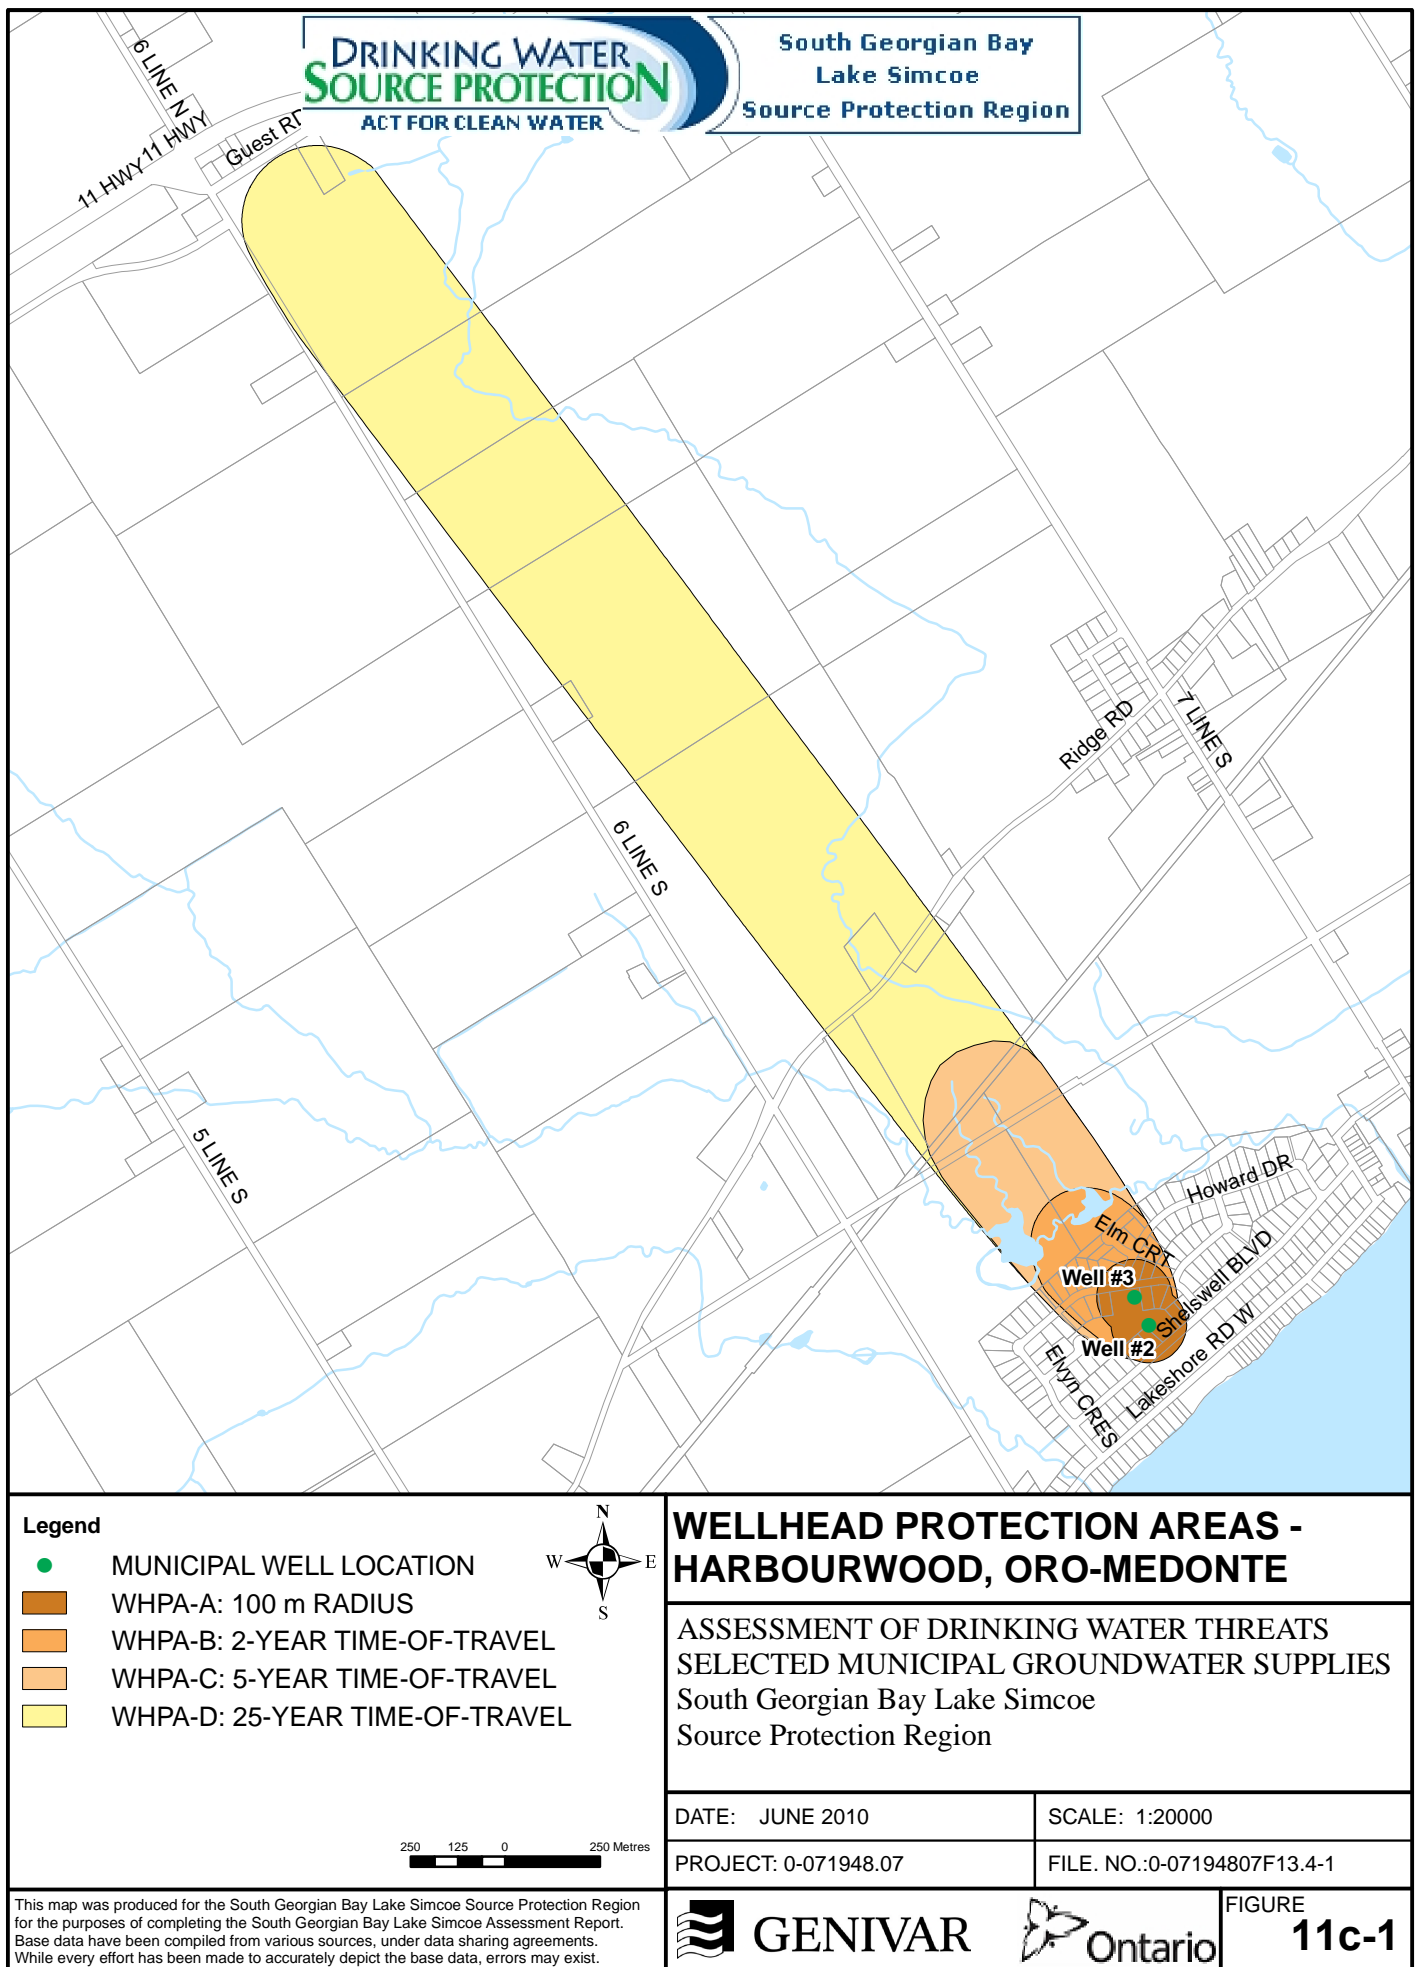 DRINKING WATER
SOURCE PROTECTION
ACT FOR CLEAN WATER
South Georgian Bay
Lake Simcoe
Source Protection Region
6 LINE N
11 HWY
11 HWY
Guest RD
Ridge RD
7 LINE S
6 LINE S
5 LINE S
Howard DR
Elm CRT
Well #3
Shelswell BLVD
Well #2
Lakeshore RD W
Elvyn CRES
Legend
MUNICIPAL WELL LOCATION
WHPA-A: 100 m RADIUS
WHPA-B: 2-YEAR TIME-OF-TRAVEL
WHPA-C: 5-YEAR TIME-OF-TRAVEL
WHPA-D: 25-YEAR TIME-OF-TRAVEL
N
W E
S
250 125 0 250 Metres
WELLHEAD PROTECTION AREAS -
HARBOURWOOD, ORO-MEDONTE
ASSESSMENT OF DRINKING WATER THREATS
SELECTED MUNICIPAL GROUNDWATER SUPPLIES
South Georgian Bay Lake Simcoe
Source Protection Region
DATE: JUNE 2010
SCALE: 1:20000
PROJECT: 0-071948.07
FILE. NO.:0-07194807F13.4-1
This map was produced for the South Georgian Bay Lake Simcoe Source Protection Region
for the purposes of completing the South Georgian Bay Lake Simcoe Assessment Report.
Base data have been compiled from various sources, under data sharing agreements.
While every effort has been made to accurately depict the base data, errors may exist.
GENIVAR
Ontario
FIGURE
11c-1